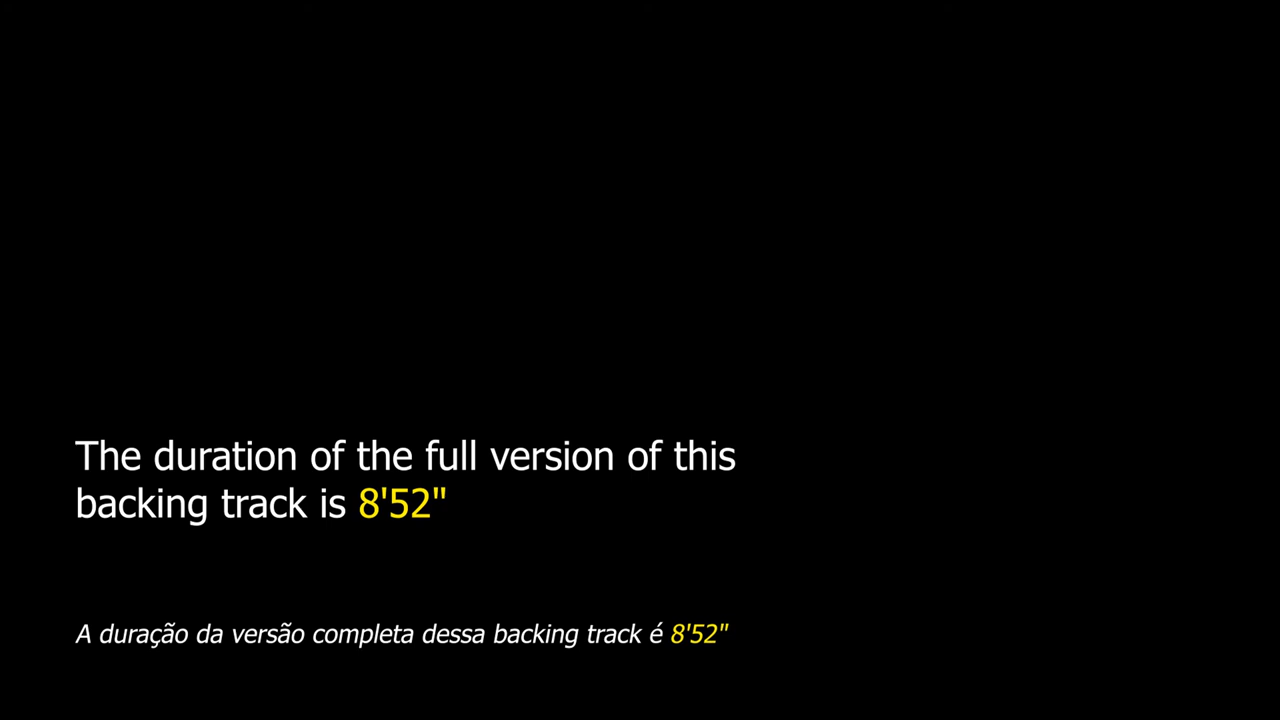 The duration of the full version of this
backing track is 8'52"
A duração da versão completa dessa backing track é 8'52"